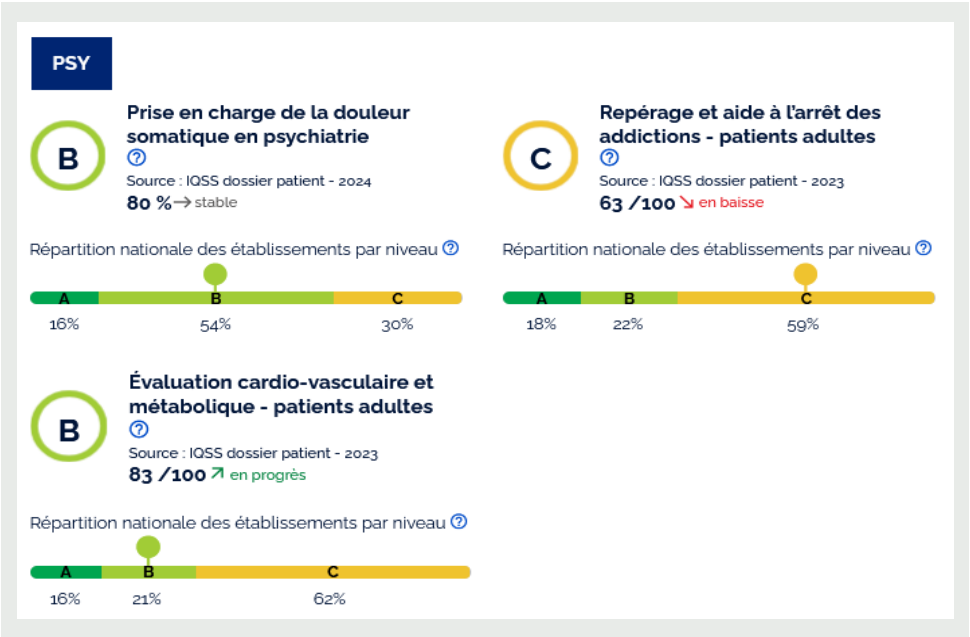 PSY
B
Prise en charge de la douleur
somatique en psychiatrie
?
Source : IQSS dossier patient - 2024
80 % → stable
Répartition nationale des établissements par niveau ?
A B C
16% 54% 30%
C
Repérage et aide à l'arrêt des
addictions - patients adultes
?
Source : IQSS dossier patient - 2023
63 /100 ↘ en baisse
Répartition nationale des établissements par niveau ?
A B C
18% 22% 59%
B
Évaluation cardio-vasculaire et
métabolique - patients adultes
?
Source : IQSS dossier patient - 2023
83 /100 ↗ en progrès
Répartition nationale des établissements par niveau ?
A B C
16% 21% 62%